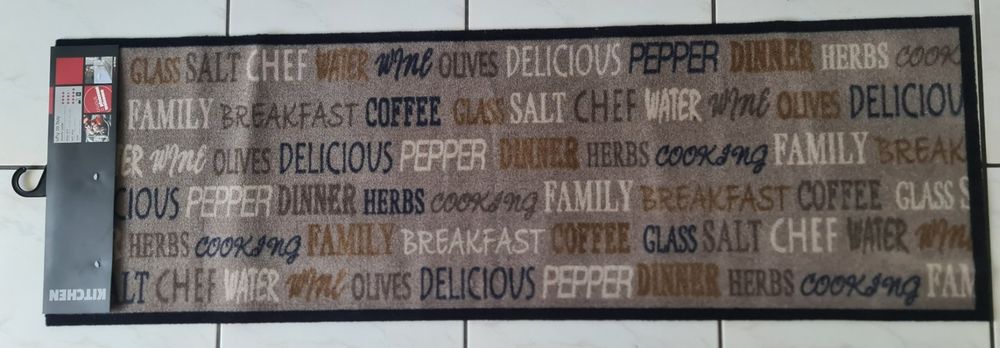 GLASS SALT CHEF WATER WINE OLIVES DELICIOUS PEPPER DINNER HERBS COOK
FAMILY BREAKFAST COFFEE GLASS SALT CHEF WATER WINE OLIVES DELICIOU
ER WINE OLIVES DELICIOUS PEPPER DINNER HERBS COOKING FAMILY BREAK
CIOUS PEPPER DINNER HERBS COOKING FAMILY BREAKFAST COFFEE GLASS S
HERBS COOKING FAMILY BREAKFAST COFFEE GLASS SALT CHEF WATER WINE
LT CHEF WATER WINE OLIVES DELICIOUS PEPPER DINNER HERBS COOKING FAM
KITCHEN